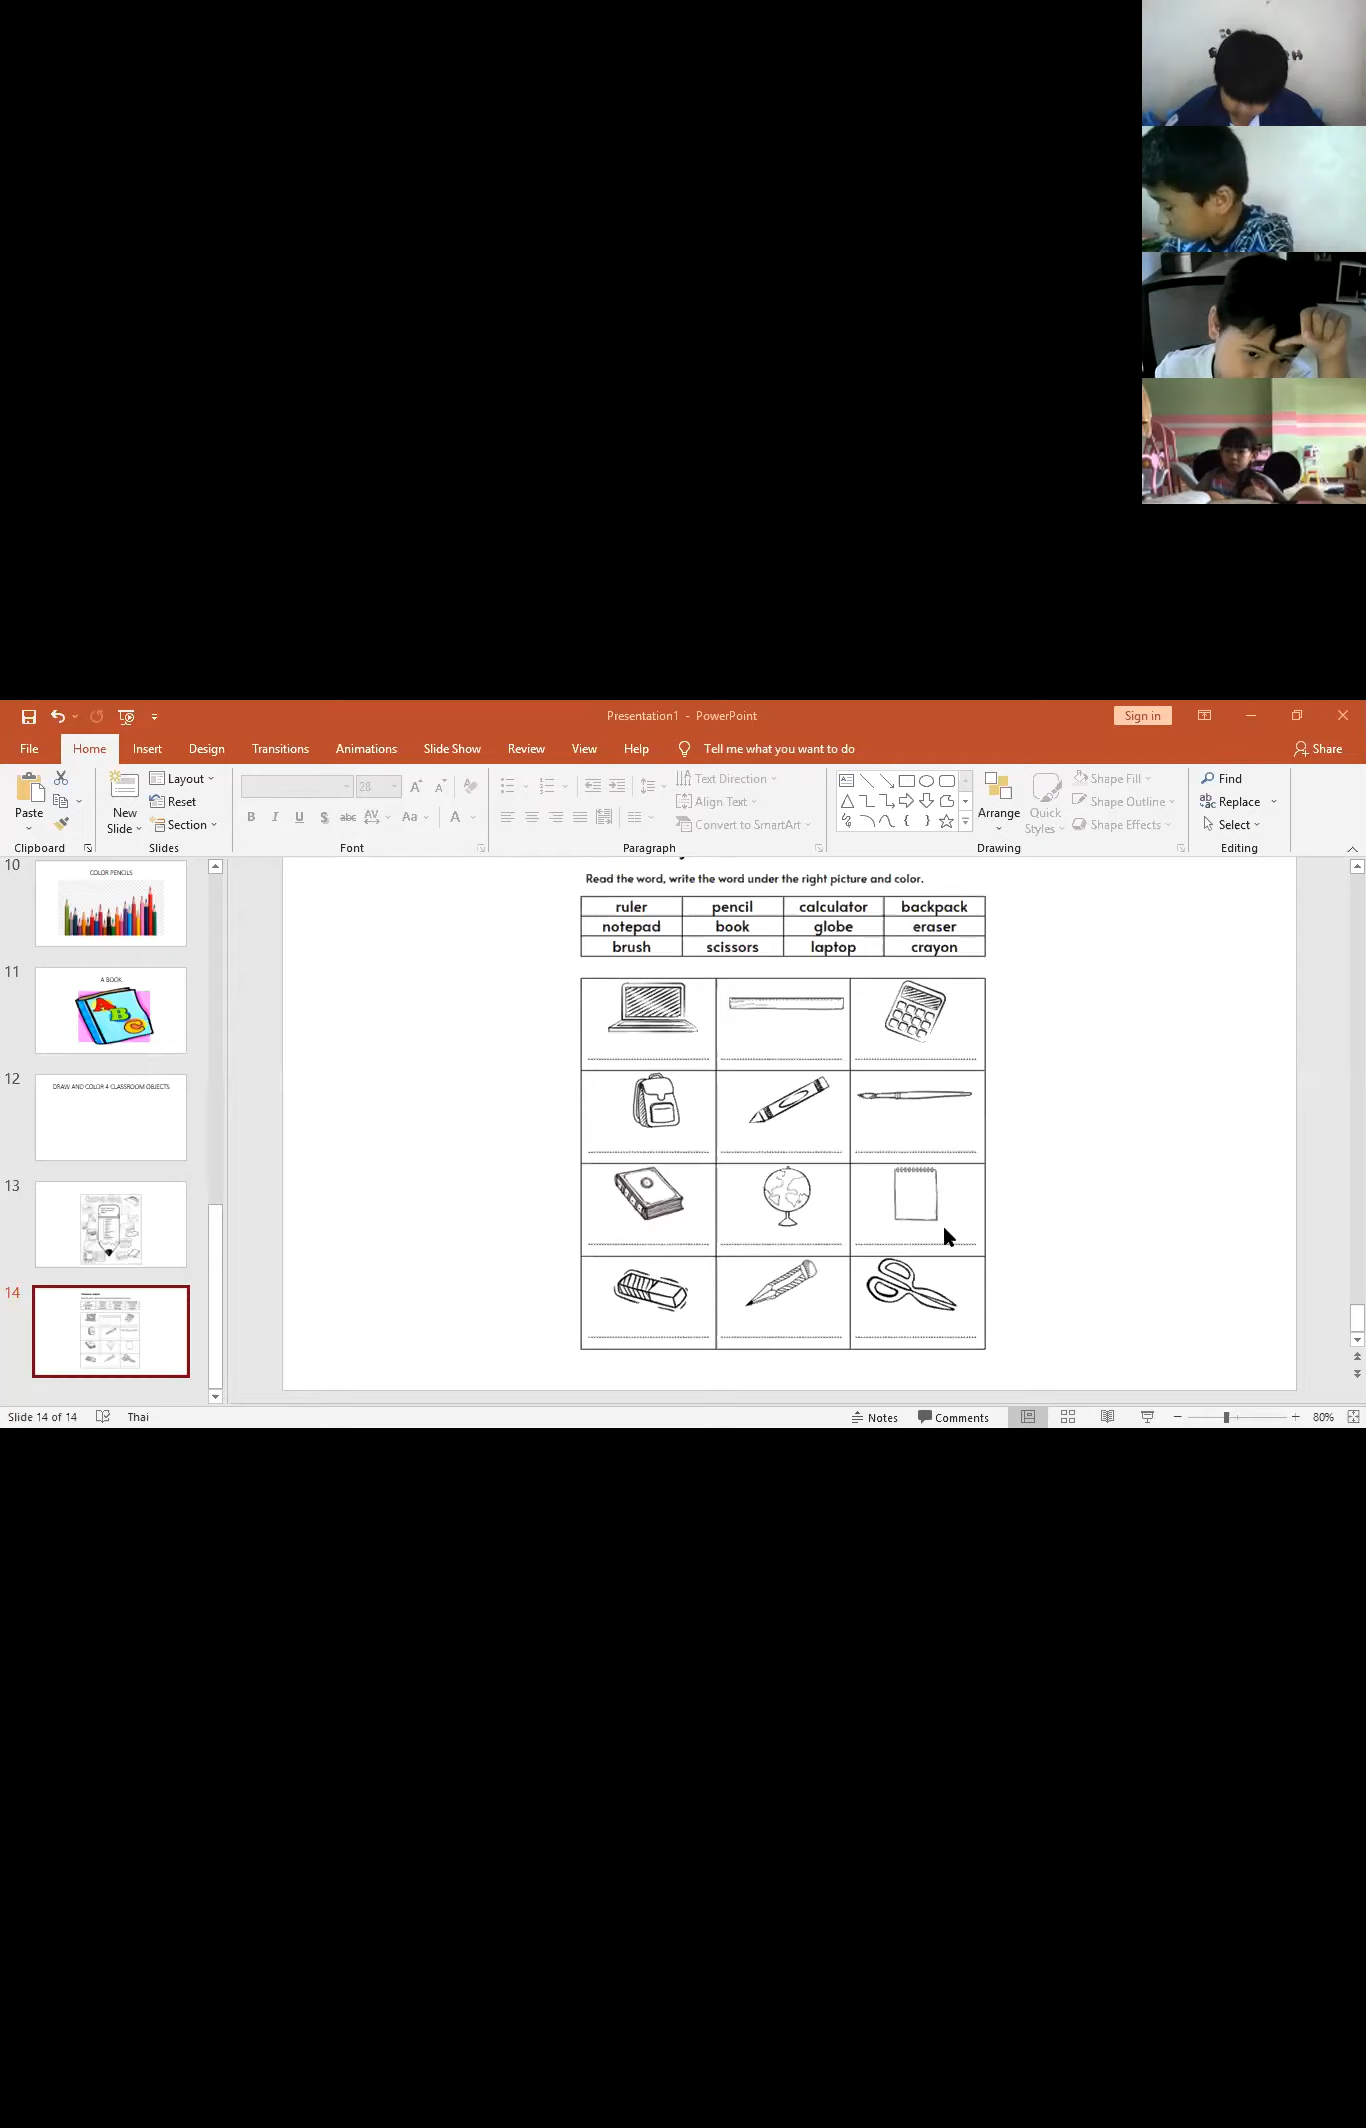 Presentation1 - PowerPoint
Sign in
File Home Insert Design Transitions Animations Slide Show Review View Help Tell me what you want to do Share
Paste
Clipboard
New Slide
Layout
Reset
Section
Slides
28
B I U S abc AV Aa A
Font
Text Direction
Align Text
Convert to SmartArt
Paragraph
Arrange
Quick Styles
Shape Fill
Shape Outline
Shape Effects
Drawing
Find
Replace
Select
Editing
10
COLOR PENCILS
11
A BOOK
A B C
12
DRAW AND COLOR 4 CLASSROOM OBJECTS
13
14
Read the word, write the word under the right picture and color.
ruler pencil calculator backpack
notepad book globe eraser
brush scissors laptop crayon
Slide 14 of 14 Thai Notes Comments 80%